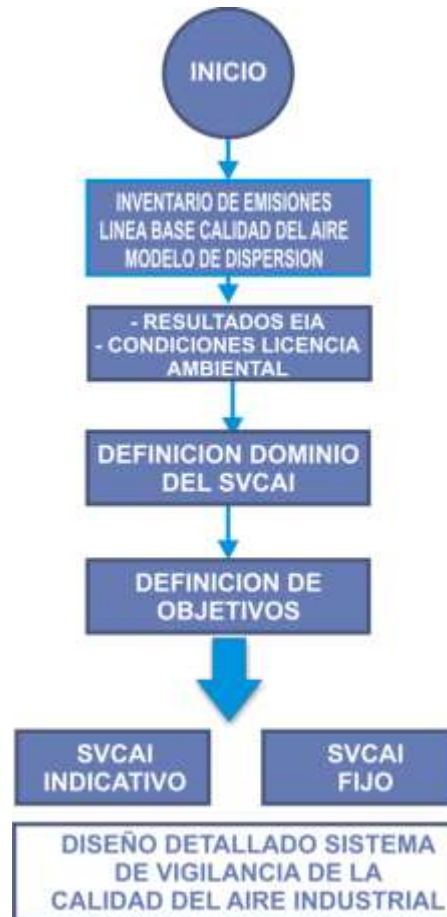 INICIO
INVENTARIO DE EMISIONES
LINEA BASE CALIDAD DEL AIRE
MODELO DE DISPERSION
- RESULTADOS EIA
- CONDICIONES LICENCIA
AMBIENTAL
DEFINICION DOMINIO
DEL SVCAI
DEFINICION DE
OBJETIVOS
SVCAI
INDICATIVO
SVCAI
FIJO
DISEÑO DETALLADO SISTEMA
DE VIGILANCIA DE LA
CALIDAD DEL AIRE INDUSTRIAL